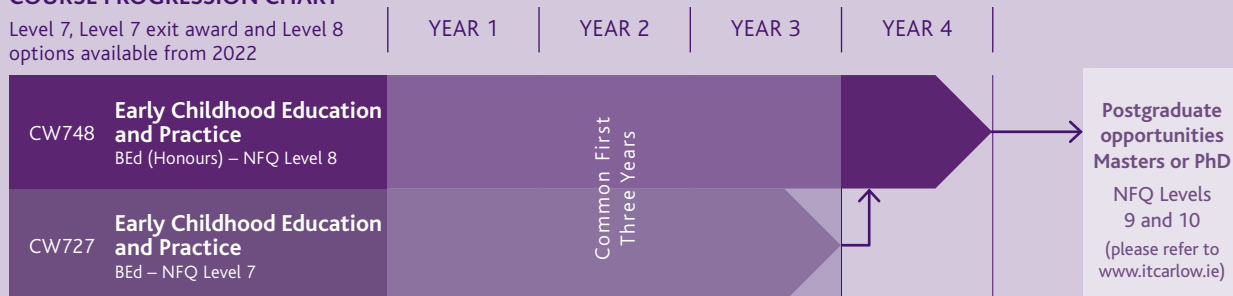 COURSE PROGRESSION CHART
Level 7, Level 7 exit award and Level 8
options available from 2022
YEAR 1
YEAR 2
YEAR 3
YEAR 4
CW748
Early Childhood Education
and Practice
BEd (Honours) – NFQ Level 8
CW727
Early Childhood Education
and Practice
BEd – NFQ Level 7
Common First
Three Years
Postgraduate
opportunities
Masters or PhD
NFQ Levels
9 and 10
(please refer to
www.itcarlow.ie)